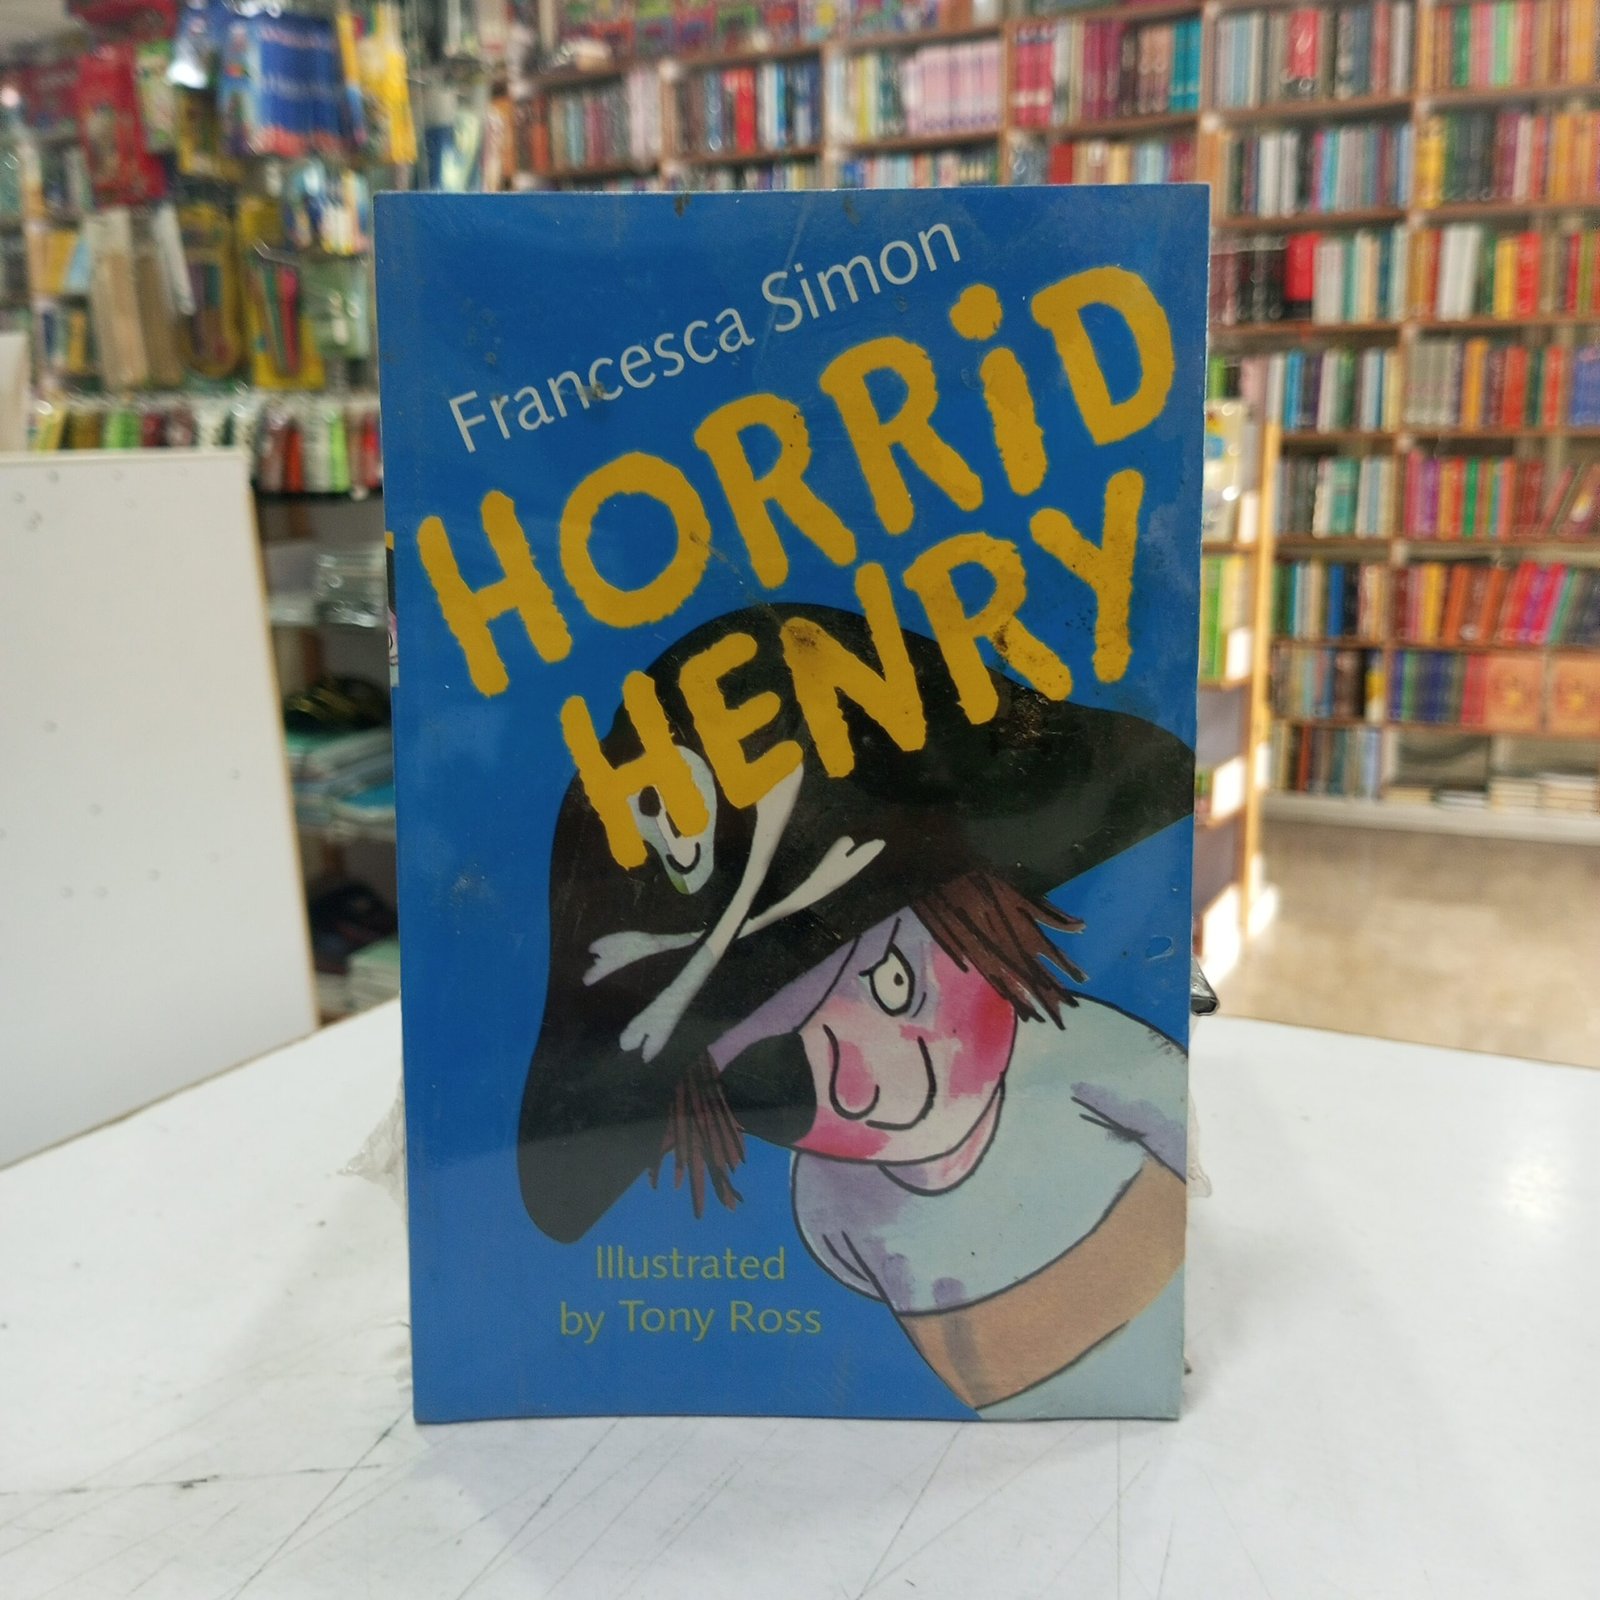 Francesca Simon
HORRiD
HENRY
Illustrated
by Tony Ross